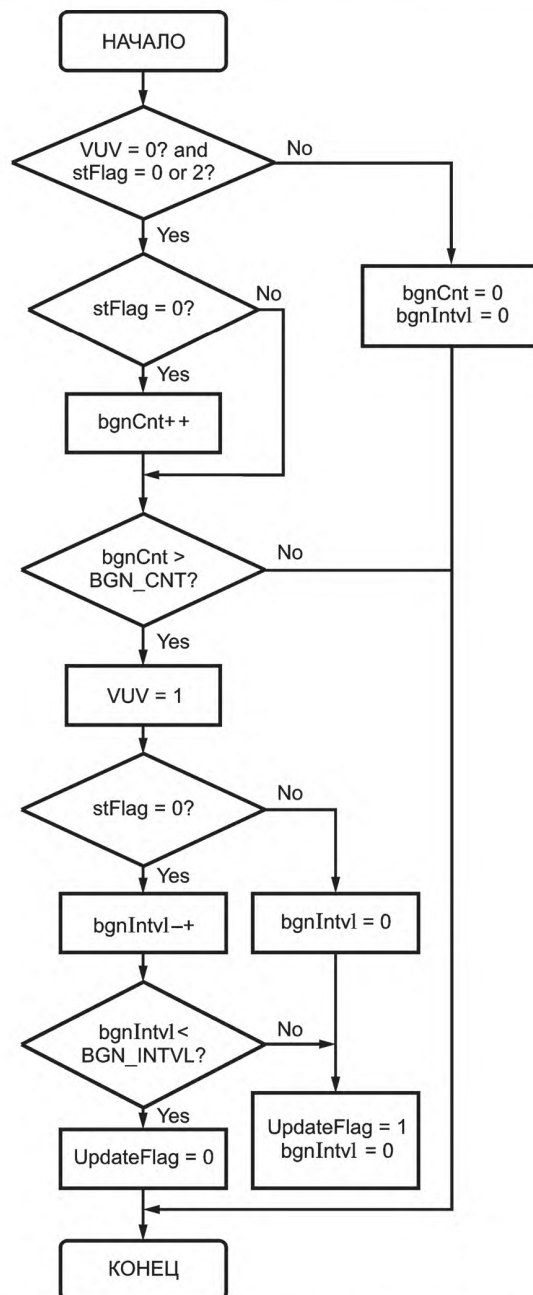 НАЧАЛО
VUV = 0? and
stFlag = 0 or 2?
No
Yes
stFlag = 0?
No
bgnCnt = 0
bgnIntvl = 0
Yes
bgnCnt++
bgnCnt >
BGN_CNT?
No
Yes
VUV = 1
stFlag = 0?
No
Yes
bgnIntvl–+
bgnIntvl = 0
bgnIntvl<
BGN_INTVL?
No
Yes
UpdateFlag = 0
UpdateFlag = 1
bgnIntvl = 0
КОНЕЦ